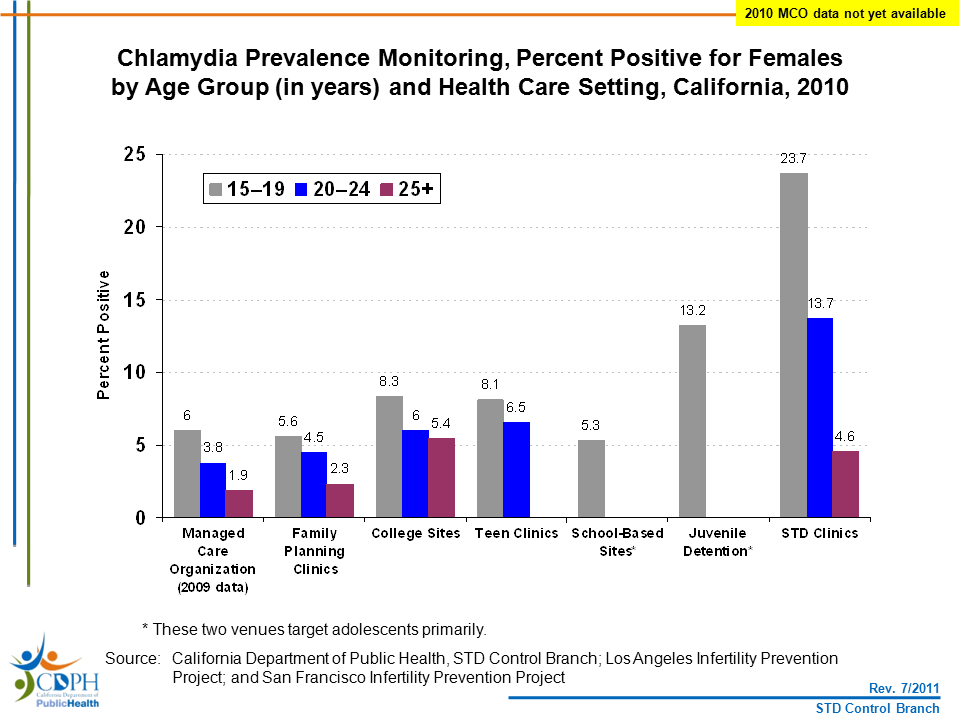 2010 MCO data not yet available
Chlamydia Prevalence Monitoring, Percent Positive for Females
by Age Group (in years) and Health Care Setting, California, 2010
25
20
15
10
5
0
Percent Positive
15–19 20–24 25+
6
3.8
1.9
5.6
4.5
2.3
8.3
6
5.4
8.1
6.5
5.3
13.2
23.7
13.7
4.6
Managed
Care
Organization
(2009 data)
Family
Planning
Clinics
College Sites
Teen Clinics
School-Based
Sites*
Juvenile
Detention*
STD Clinics
* These two venues target adolescents primarily.
Source: California Department of Public Health, STD Control Branch; Los Angeles Infertility Prevention
Project; and San Francisco Infertility Prevention Project
CDPH
California Department of
PublicHealth
Rev. 7/2011
STD Control Branch